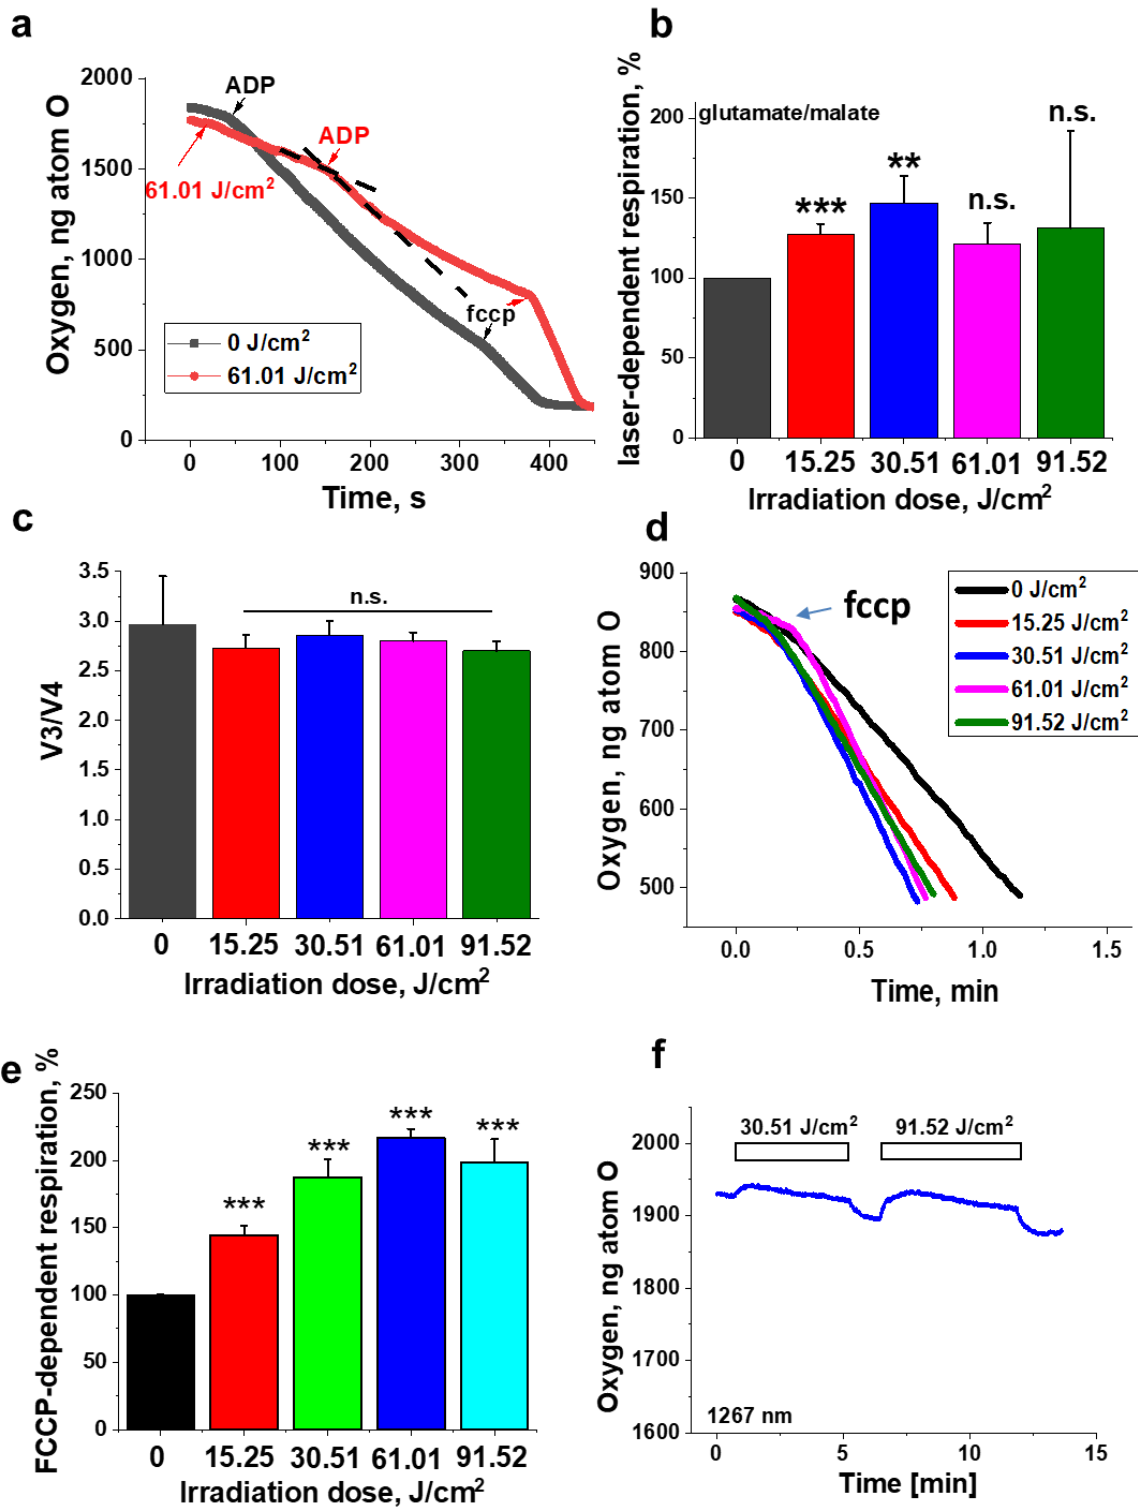 a
ADP
ADP
61.01 J/cm²
fccp
0 J/cm²
61.01 J/cm²
2000
1500
1000
500
0
Oxygen, ng atom O
0 100 200 300 400
Time, s
b
glutamate/malate
***
**
n.s.
n.s.
200
150
100
50
0
laser-dependent respiration, %
0 15.25 30.51 61.01 91.52
Irradiation dose, J/cm²
c
n.s.
3.5
3.0
2.5
2.0
1.5
1.0
0.5
0.0
V3/V4
0 15.25 30.51 61.01 91.52
Irradiation dose, J/cm²
d
fccp
0 J/cm²
15.25 J/cm²
30.51 J/cm²
61.01 J/cm²
91.52 J/cm²
900
800
700
600
500
Oxygen, ng atom O
0.0 0.5 1.0 1.5
Time, min
e
***
***
***
***
250
200
150
100
50
0
FCCP-dependent respiration, %
0 15.25 30.51 61.01 91.52
Irradiation dose, J/cm²
f
30.51 J/cm²
91.52 J/cm²
2000
1900
1800
1700
1600
Oxygen, ng atom O
1267 nm
0 5 10 15
Time [min]